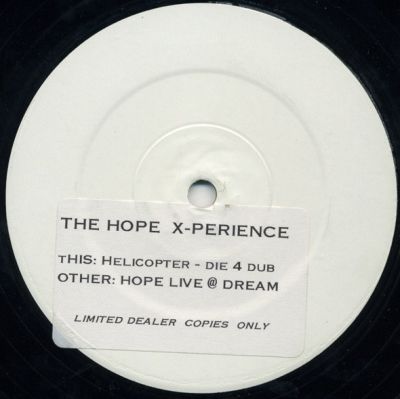 THE HOPE X-PERIENCE
tHIS: HELICOPTER - DIE 4 DUB
OTHER: HOPE LIVE @ DREAM
LIMITED DEALER COPIES ONLY